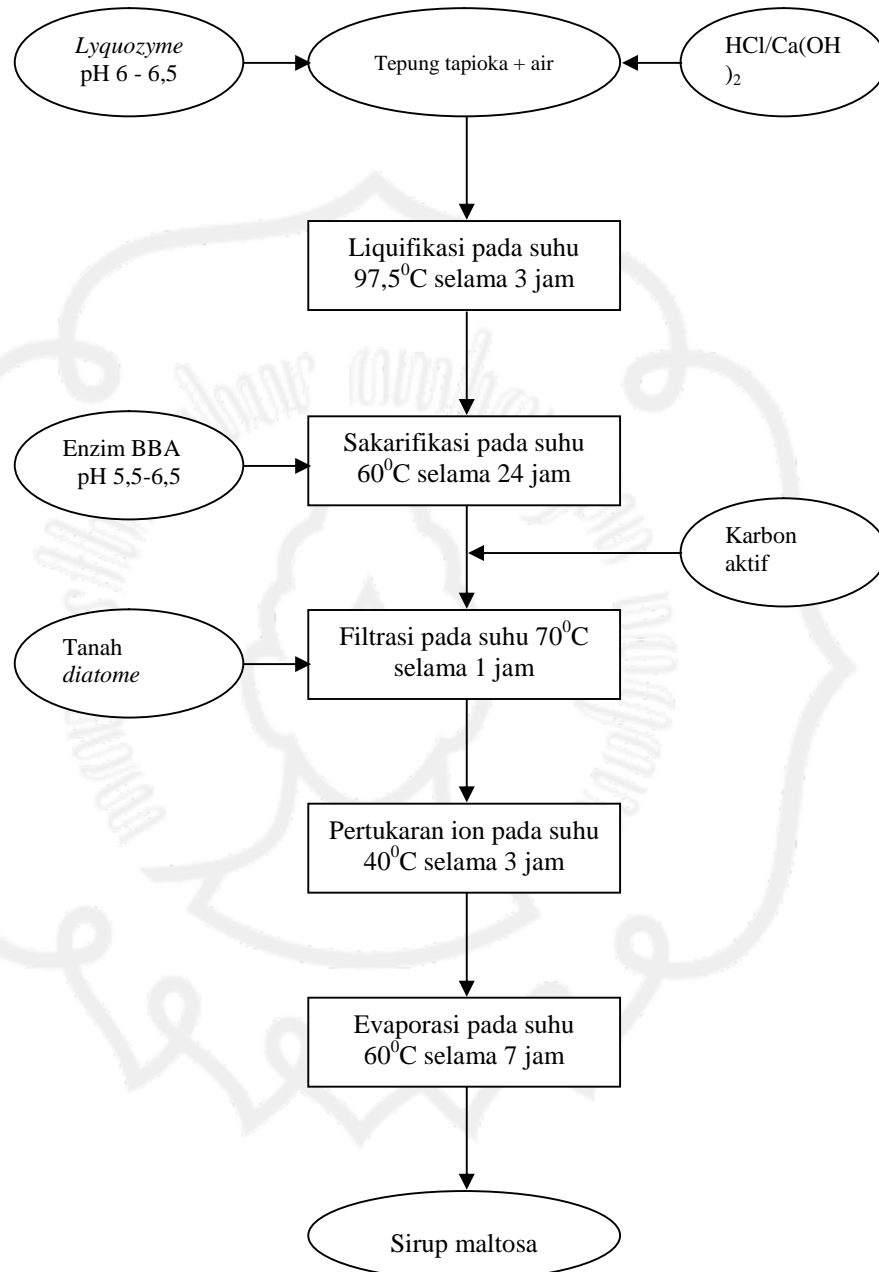 Lyquozyme
pH 6 - 6,5
Tepung tapioka + air
HCl/Ca(OH
)₂
Liquifikasi pada suhu
97,5⁰C selama 3 jam
Enzim BBA
pH 5,5-6,5
Sakarifikasi pada suhu
60⁰C selama 24 jam
Karbon
aktif
Tanah
diatome
Filtrasi pada suhu 70⁰C
selama 1 jam
Pertukaran ion pada suhu
40⁰C selama 3 jam
Evaporasi pada suhu
60⁰C selama 7 jam
Sirup maltosa